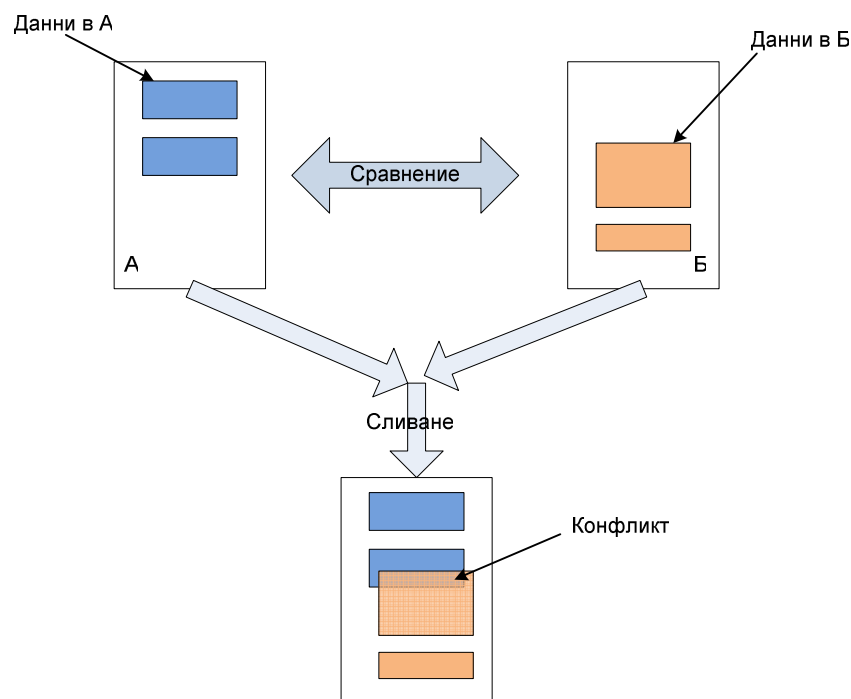 Данни в А
Данни в Б
Сравнение
А
Б
Сливане
Конфликт